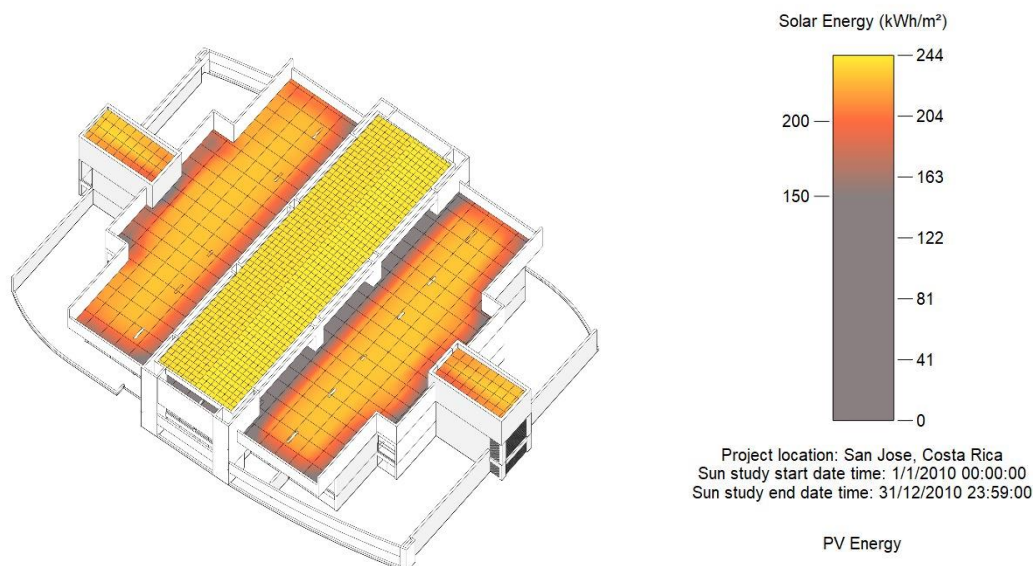 Solar Energy (kWh/m²)
244
200
204
163
150
122
81
41
0
Project location: San Jose, Costa Rica
Sun study start date time: 1/1/2010 00:00:00
Sun study end date time: 31/12/2010 23:59:00
PV Energy